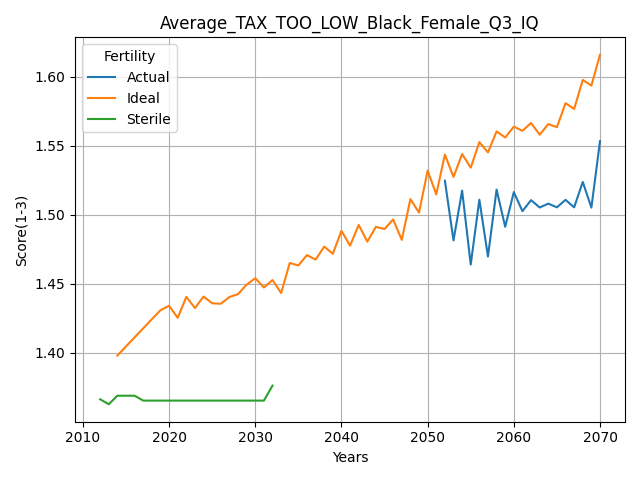 Average_TAX_TOO_LOW_Black_Female_Q3_IQ
Fertility
Actual
Ideal
Sterile
Score(1-3)
1.60
1.55
1.50
1.45
1.40
2010 2020 2030 2040 2050 2060 2070
Years